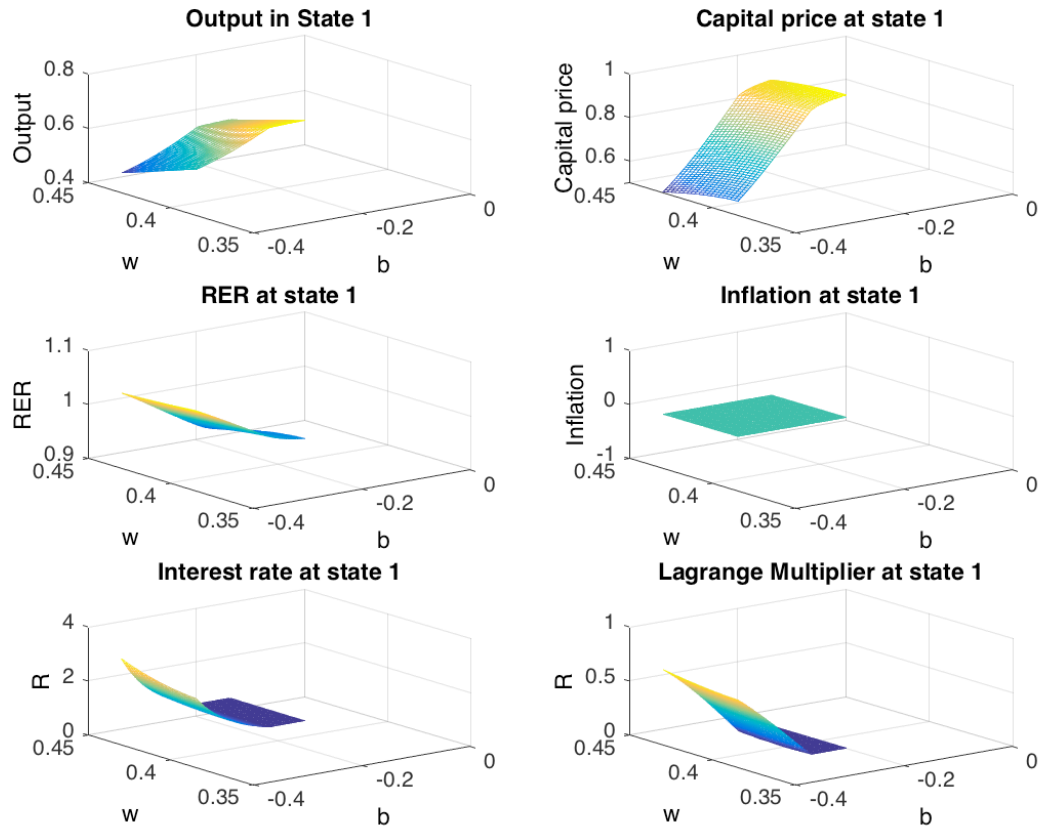 Output in State 1
Output
0.8
0.6
0.4
0.45
0.4
0.35
w
-0.4
-0.2
0
b
Capital price at state 1
Capital price
1
0.8
0.6
0.45
0.4
0.35
w
-0.4
-0.2
0
b
RER at state 1
RER
1.1
1
0.9
0.45
0.4
0.35
w
-0.4
-0.2
0
b
Inflation at state 1
Inflation
1
0
-1
0.45
0.4
0.35
w
-0.4
-0.2
0
b
Interest rate at state 1
R
4
2
0
0.45
0.4
0.35
w
-0.4
-0.2
0
b
Lagrange Multiplier at state 1
R
1
0.5
0
0.45
0.4
0.35
w
-0.4
-0.2
0
b